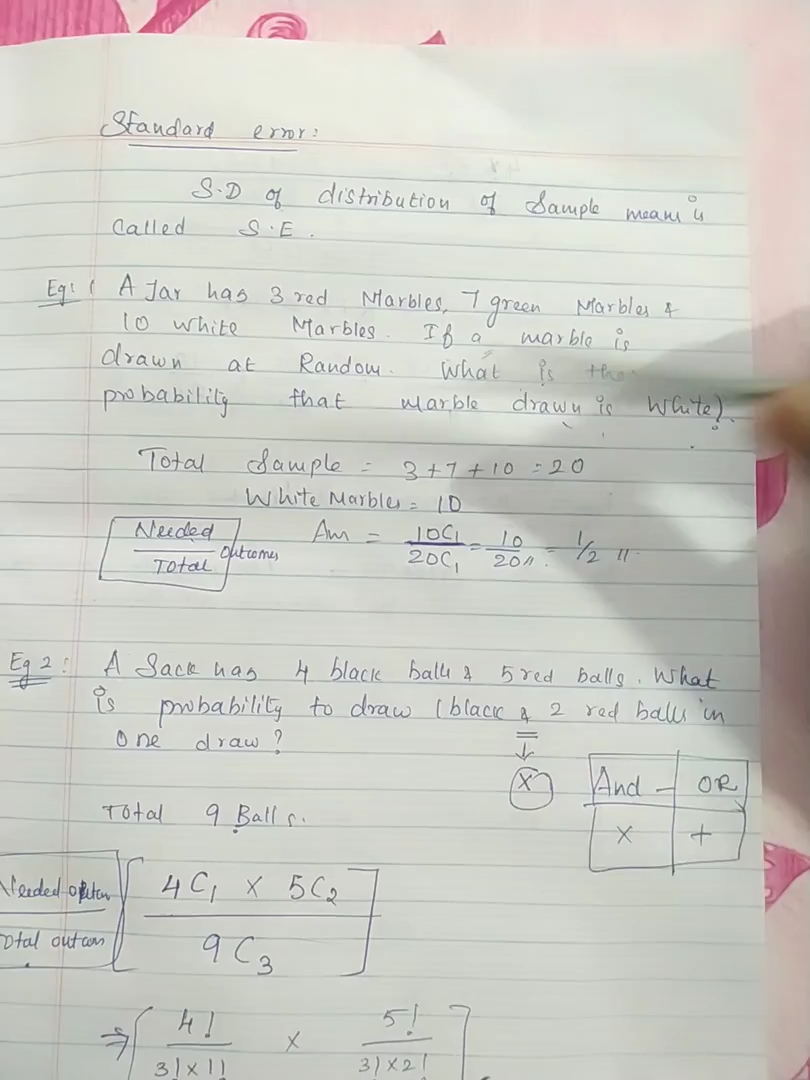 Standard error:
S.D of distribution of Sample means is
Called S.E.
Eg: 1 A Jar has 3 red Marbles, 7 green Marbles &
10 white Marbles. If a marble is
drawn at Random. What is the
probability that marble drawn is White?
Total Sample = 3+7+10 = 20
White Marbles = 10
Needed
Total
Outcomes
Ans = 10C1/20C1 = 10/20 = 1/2
Eg 2: A Sack has 4 black balls & 5 red balls. What
is probability to draw 1 black & 2 red balls in
one draw?
x
And - OR
x +
Total 9 Balls.
Needed
Total outcom
4C1 x 5C2
9C3
⇒ 4! x 5!
3! x 1! 3! x 2!